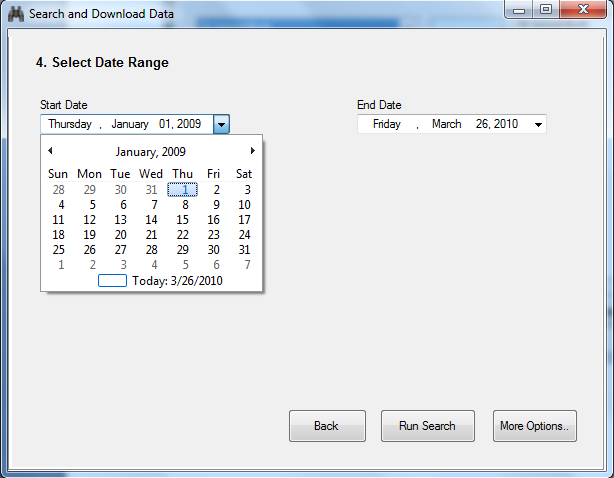 Search and Download Data
4. Select Date Range
Start Date
End Date
Thursday , January 01, 2009
Friday , March 26, 2010
January, 2009
Sun Mon Tue Wed Thu Fri Sat
28 29 30 31 1 2 3
4 5 6 7 8 9 10
11 12 13 14 15 16 17
18 19 20 21 22 23 24
25 26 27 28 29 30 31
1 2 3 4 5 6 7
Today: 3/26/2010
Back
Run Search
More Options..